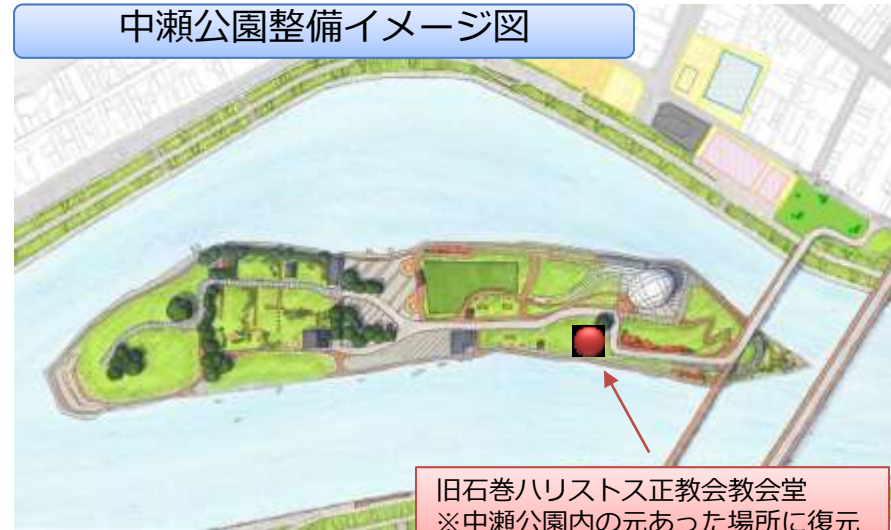 中瀬公園整備イメージ図
旧石巻ハリストス正教会教会堂
※中瀬公園内の元あった場所に復元